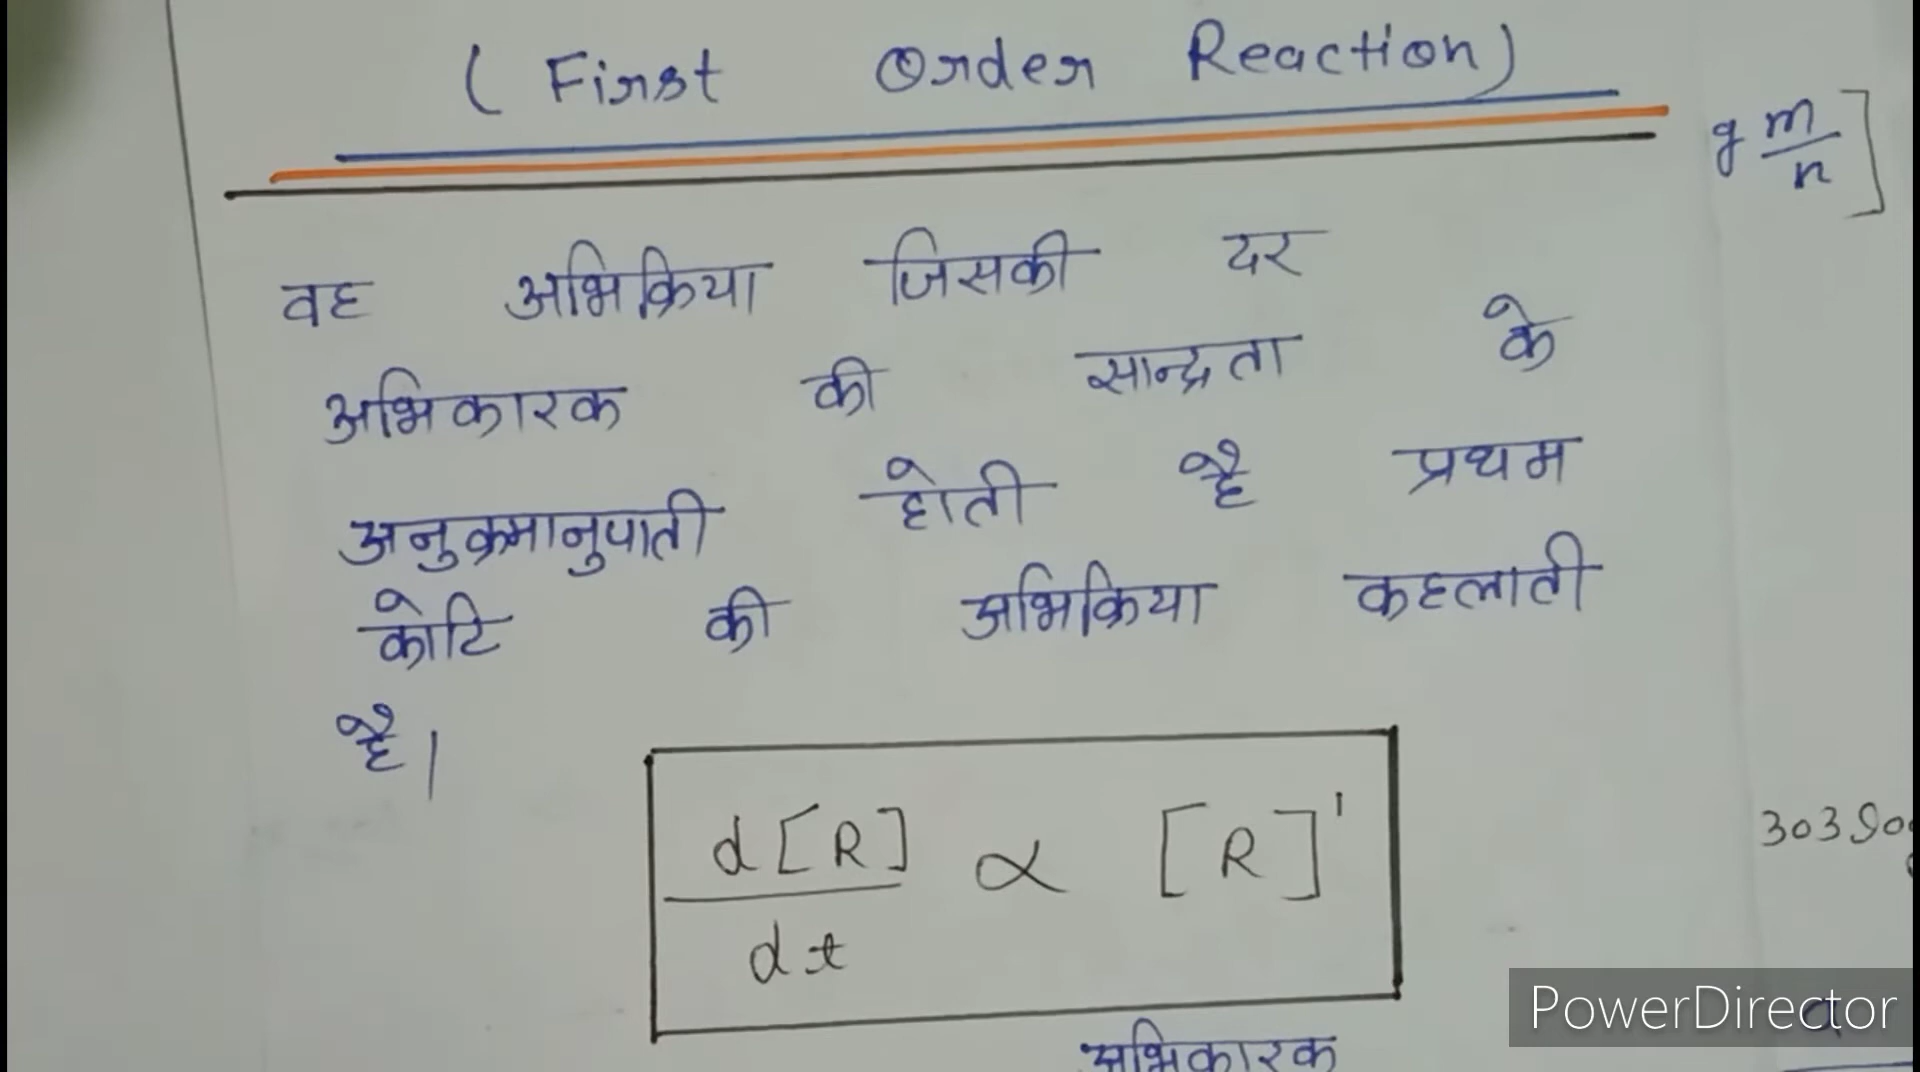 ( First Order Reaction )
g m/n ]
वह अभिक्रिया जिसकी दर
अभिकारक की सान्द्रता के
अनुक्रमानुपाती होती है प्रथम
कोटि की अभिक्रिया कहलाती
है।
d[R]/dt ∝ [R]¹
अभिकारक
PowerDirector